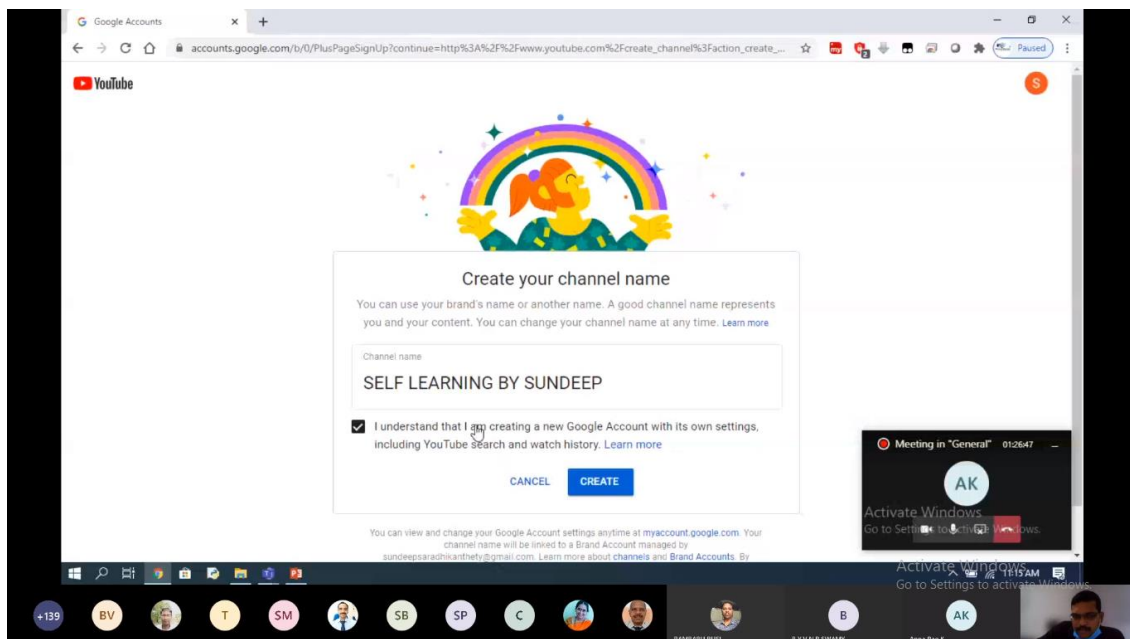 Google Accounts
accounts.google.com/b/0/PlusPageSignUp?continue=http%3A%2F%2Fwww.youtube.com%2Fcreate_channel%3Faction_create_...
Paused
YouTube
S
Create your channel name
You can use your brand's name or another name. A good channel name represents
you and your content. You can change your channel name at any time. Learn more
Channel name
SELF LEARNING BY SUNDEEP
I understand that I am creating a new Google Account with its own settings,
including YouTube search and watch history. Learn more
CANCEL CREATE
Meeting in "General" 01:26:47
AK
Activate Windows
Go to Settings to activate Windows.
You can view and change your Google Account settings anytime at myaccount.google.com. Your
channel name will be linked to a Brand Account managed by
sundeepsaradhikanthety@gmail.com. Learn more about channels and Brand Accounts. By
11:15 AM
Activate Windows
Go to Settings to activate Windows.
+139 BV T SM SB SP C B AK